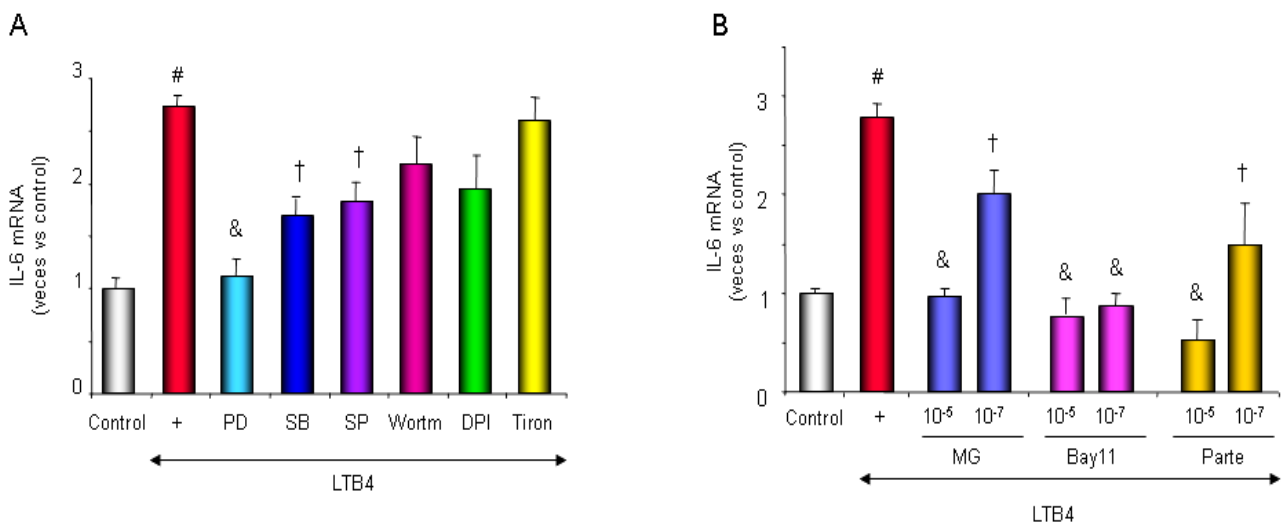 A
IL-6 mRNA
(veces vs control)
3
2
1
0
#
&
†
†
Control + PD SB SP Wortm DPI Tiron
LTB4
B
IL-6 mRNA
(veces vs control)
3
2
1
0
#
&
†
&
&
&
†
Control + 10⁻⁵ 10⁻⁷ 10⁻⁵ 10⁻⁷ 10⁻⁵ 10⁻⁷
MG Bay11 Parte
LTB4